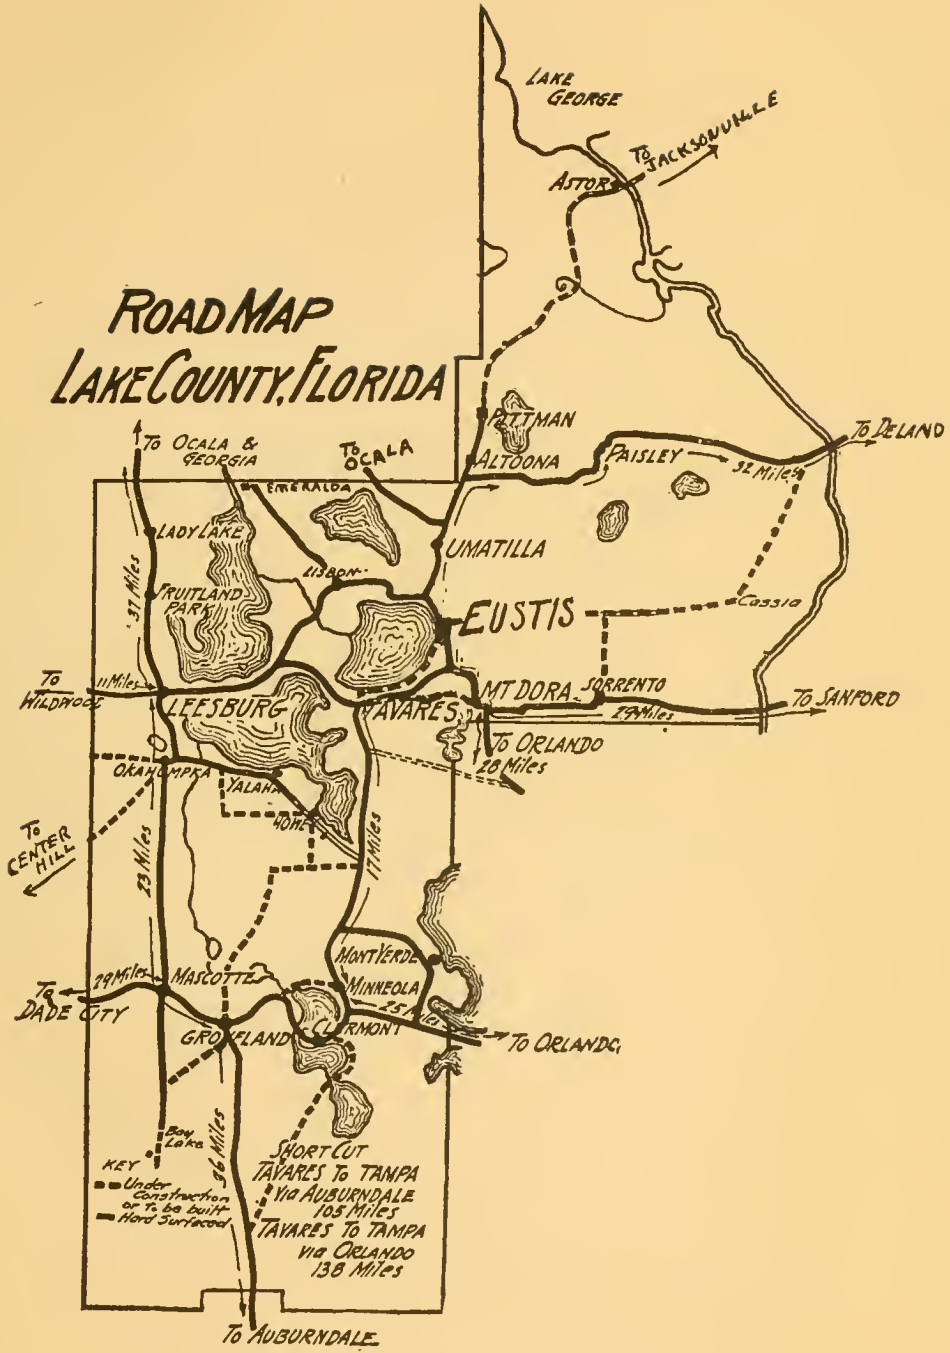 LAKE
GEORGE
TO
JACKSONVILLE
ASTOR
ROAD MAP
LAKE COUNTY, FLORIDA
PITTMAN
TO OCALA &
GEORGIA
TO
OCALA
ALTOONA
PAISLEY
32 Miles
TO DELAND
EMERALDA
LADY LAKE
UMATILLA
37 Miles
LISBON
FRUITLAND
PARK
EUSTIS
Cassia
TO
WILDWOOD
11 Miles
LEESBURG
TAVARES
MT DORA
SORRENTO
29 Miles
TO SANFORD
TO ORLANDO
28 Miles
OKAHUMPKA
YALAHA
HOWE
TO
CENTER
HILL
23 Miles
17 Miles
MONTVERDE
29 Miles
MASCOTTE
MINNEOLA
TO
DADE CITY
25 Miles
GROVELAND
CLERMONT
TO ORLANDO,
36 Miles
Bay
Lake
KEY
Under
Construction
or To be built
Hard Surfaced
SHORT CUT
TAVARES TO TAMPA
Via AUBURNDALE
105 Miles
TAVARES TO TAMPA
via ORLANDO
138 Miles
TO AUBURNDALE